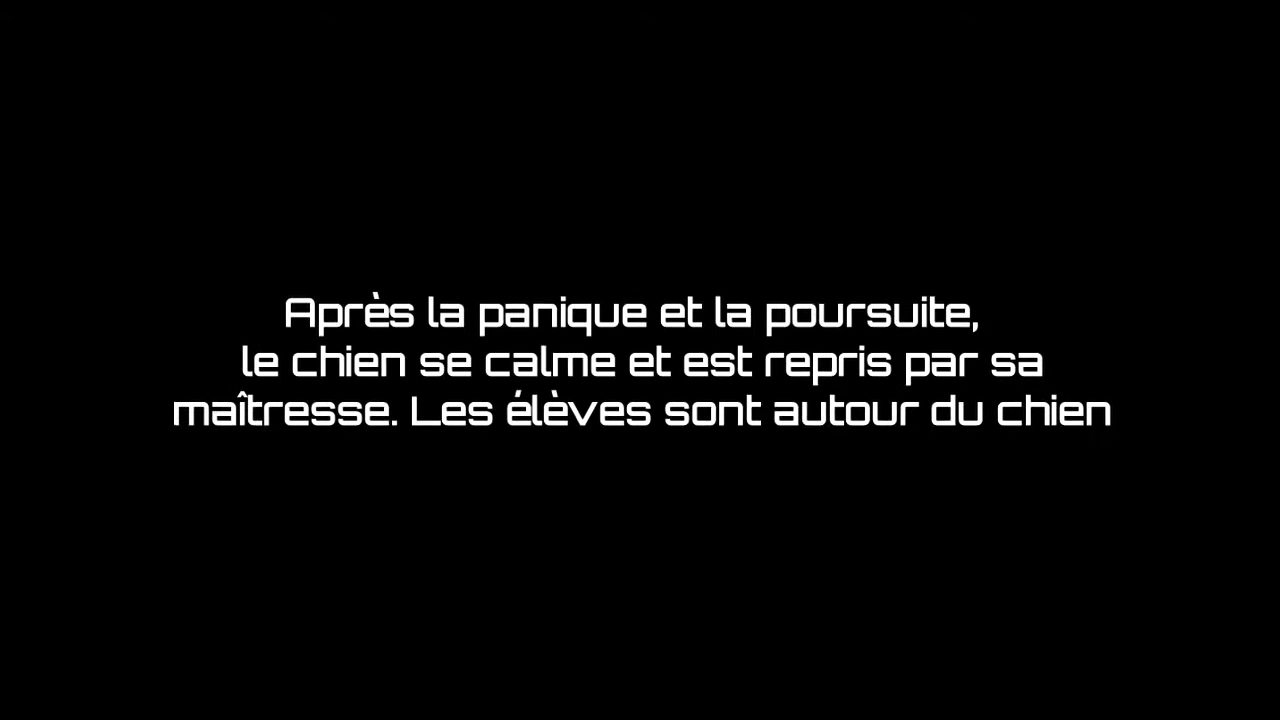 Après la panique et la poursuite,
le chien se calme et est repris par sa
maîtresse. Les élèves sont autour du chien